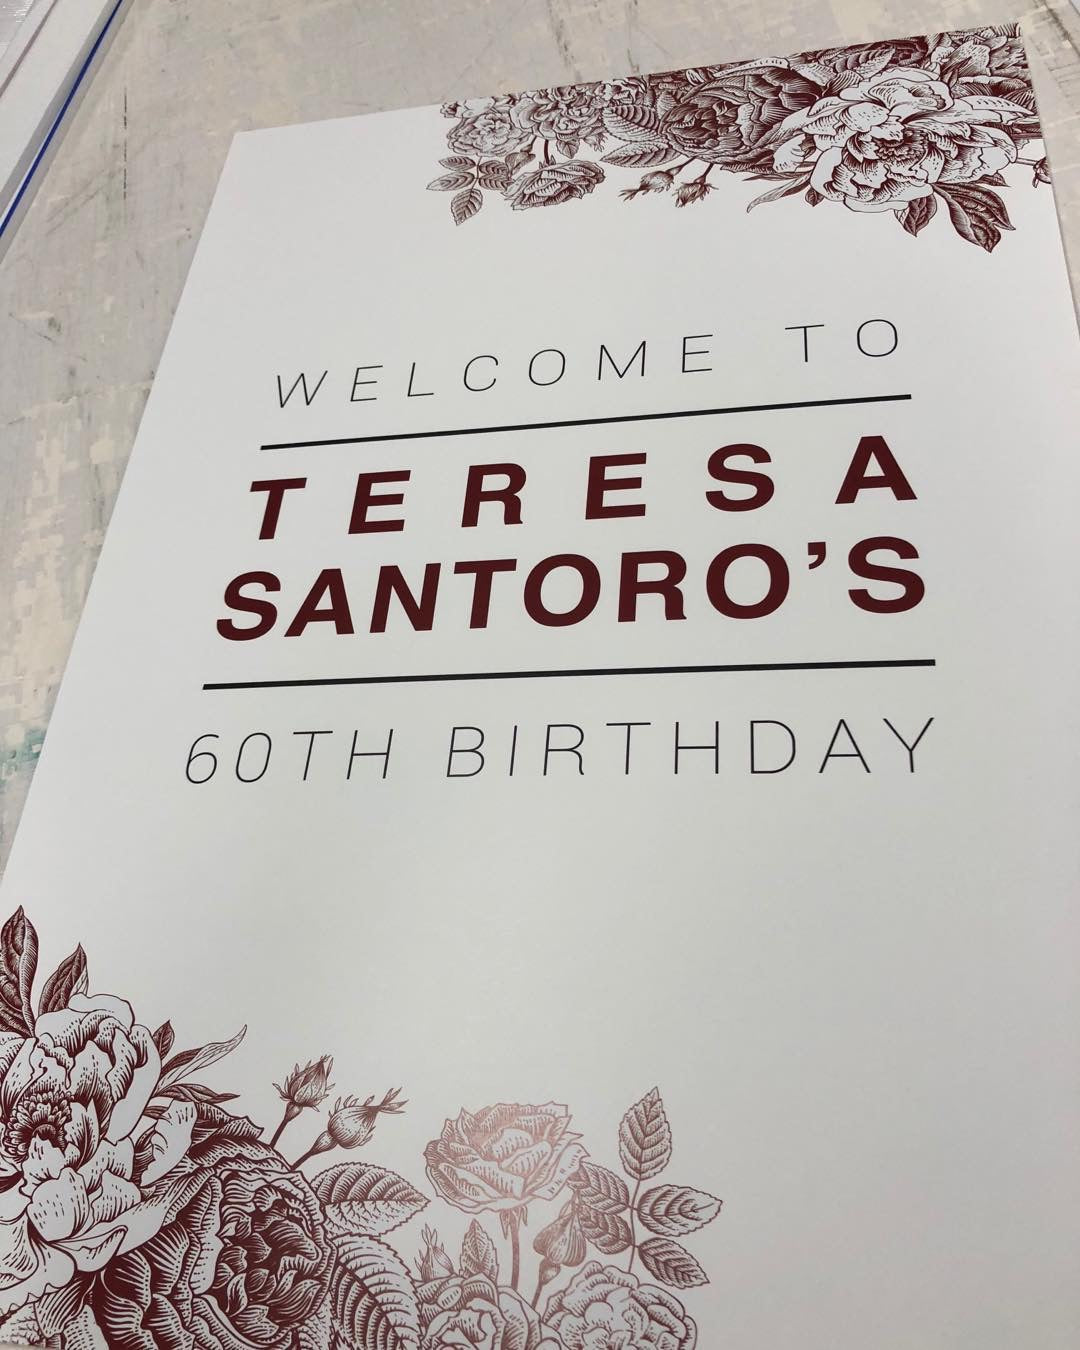 WELCOME TO
TERESA
SANTORO'S
60TH BIRTHDAY